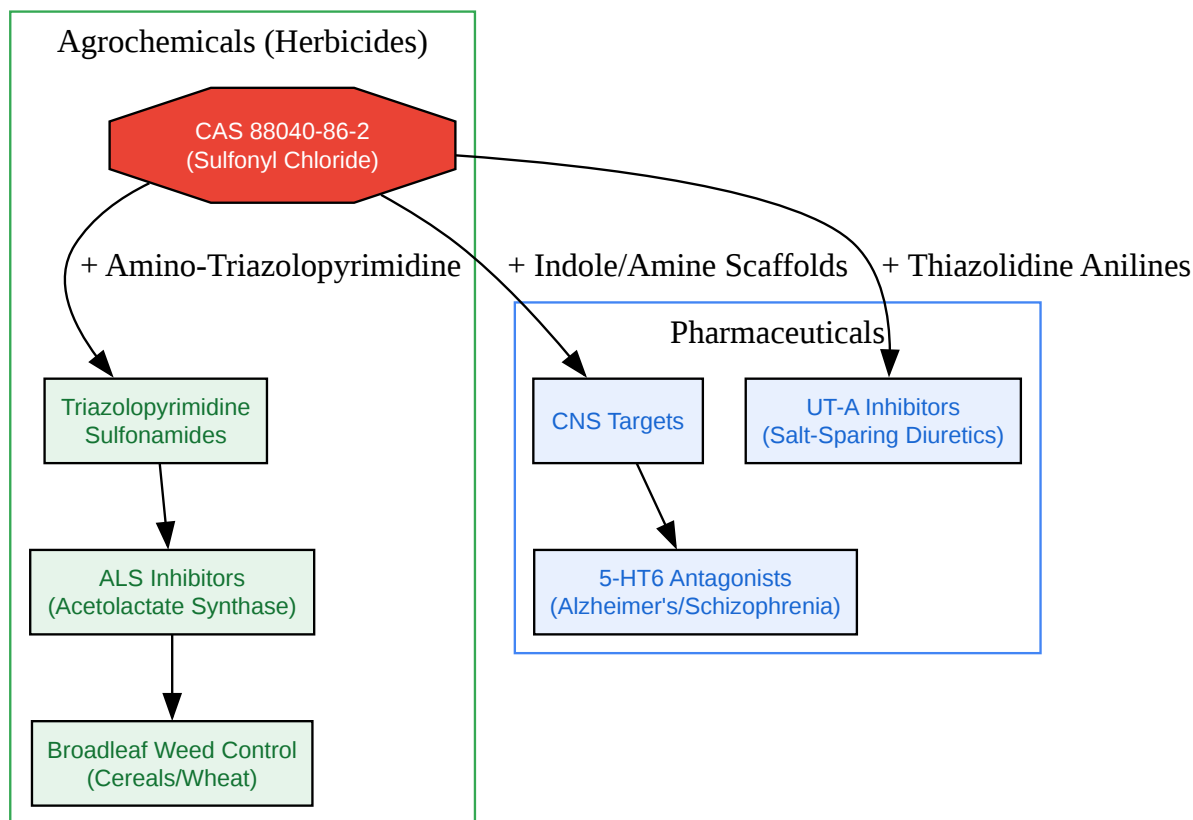 Agrochemicals (Herbicides)
CAS 88040-86-2
(Sulfonyl Chloride)
+ Amino-Triazolopyrimidine
+ Indole/Amine Scaffolds
+ Thiazolidine Anilines
Pharmaceuticals
Triazolopyrimidine
Sulfonamides
CNS Targets
UT-A Inhibitors
(Salt-Sparing Diuretics)
ALS Inhibitors
(Acetolactate Synthase)
5-HT6 Antagonists
(Alzheimer's/Schizophrenia)
Broadleaf Weed Control
(Cereals/Wheat)